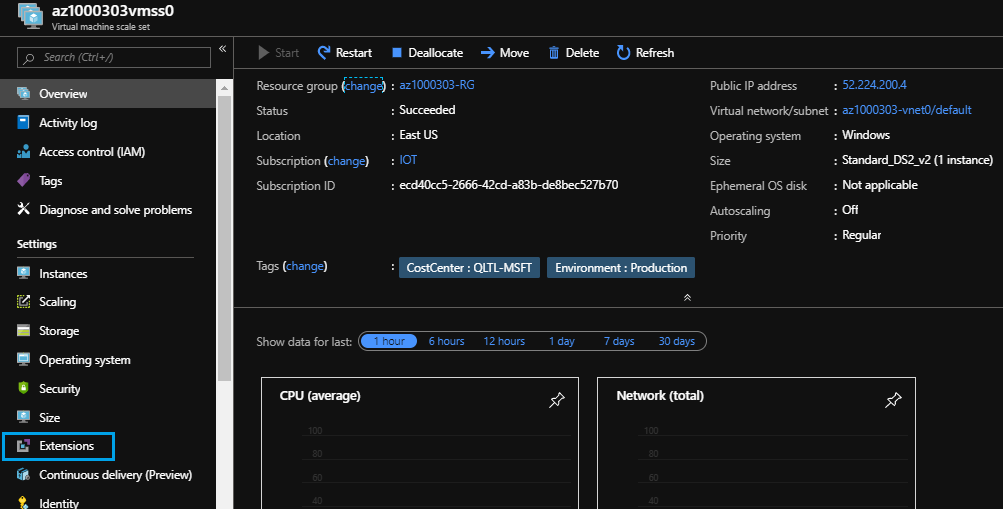 az1000303vmss0
Virtual machine scale set
Search (Ctrl+/)
«
Overview
Activity log
Access control (IAM)
Tags
Diagnose and solve problems
Settings
Instances
Scaling
Storage
Operating system
Security
Size
Extensions
Continuous delivery (Preview)
Identity
Start Restart Deallocate Move Delete Refresh
Resource group (change) : az1000303-RG
Status : Succeeded
Location : East US
Subscription (change) : IOT
Subscription ID : ecd40cc5-2666-42cd-a83b-de8bec527b70
Public IP address : 52.224.200.4
Virtual network/subnet : az1000303-vnet0/default
Operating system : Windows
Size : Standard_DS2_v2 (1 instance)
Ephemeral OS disk : Not applicable
Autoscaling : Off
Priority : Regular
Tags (change) : CostCenter : QLTL-MSFT Environment : Production
Show data for last: 1 hour 6 hours 12 hours 1 day 7 days 30 days
CPU (average)
100
80
60
40
Network (total)
100
80
60
40